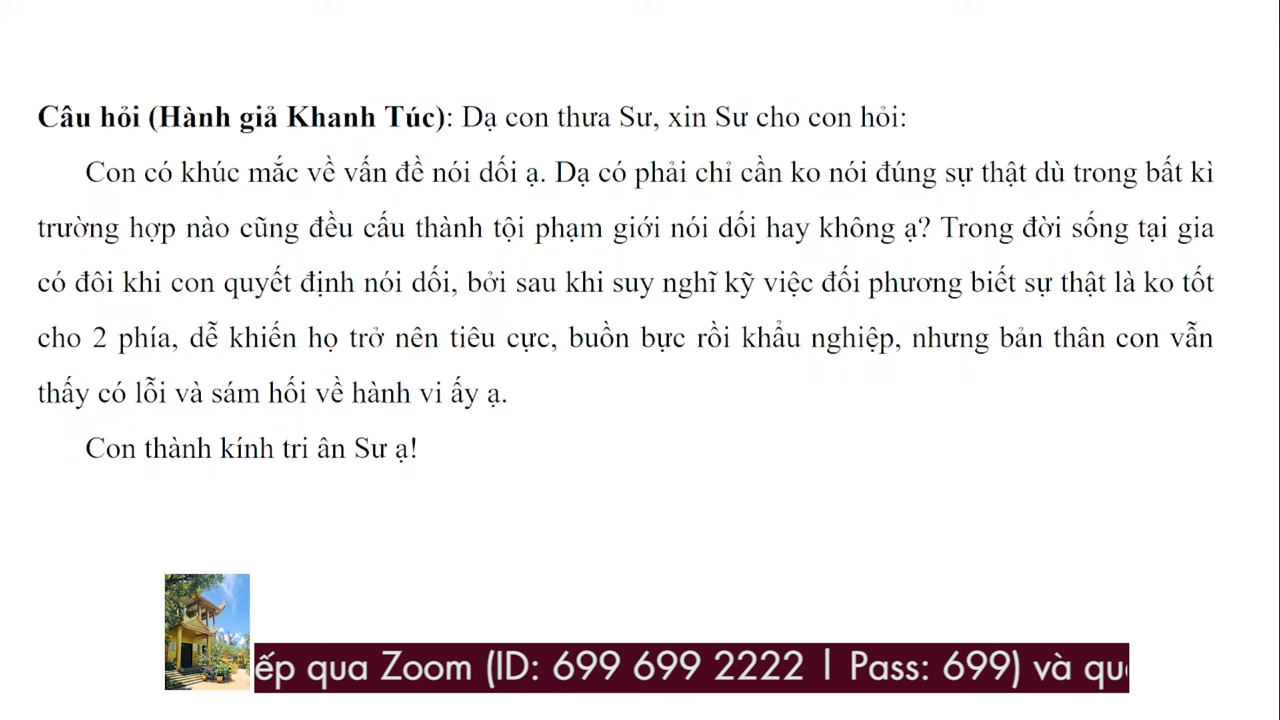 Câu hỏi (Hành giả Khanh Túc): Dạ con thưa Sư, xin Sư cho con hỏi:
Con có khúc mắc về vấn đề nói dối ạ. Dạ có phải chỉ cần ko nói đúng sự thật dù trong bất kì
trường hợp nào cũng đều cấu thành tội phạm giới nói dối hay không ạ? Trong đời sống tại gia
có đôi khi con quyết định nói dối, bởi sau khi suy nghĩ kỹ việc đối phương biết sự thật là ko tốt
cho 2 phía, dễ khiến họ trở nên tiêu cực, buồn bực rồi khẩu nghiệp, nhưng bản thân con vẫn
thấy có lỗi và sám hối về hành vi ấy ạ.
Con thành kính tri ân Sư ạ!
ếp qua Zoom (ID: 699 699 2222 | Pass: 699) và qu